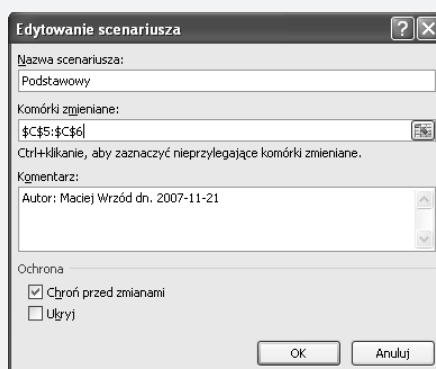 Edytowanie scenariusza
Nazwa scenariusza:
Podstawowy
Komórki zmieniane:
$C$5:$C$6
Ctrl+klikanie, aby zaznaczyć nieprzylegające komórki zmieniane.
Komentarz:
Autor: Maciej Wrzód dn. 2007-11-21
Ochrona
Chroń przed zmianami
Ukryj
OK Anuluj